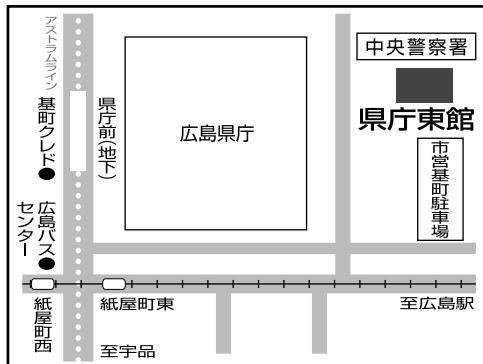 アストラムライン
中央警察署
県庁東館
基町クレド
県庁前(地下)
広島県庁
市営基町駐車場
広島バス
センター
紙屋町西
紙屋町東
至広島駅
至宇品